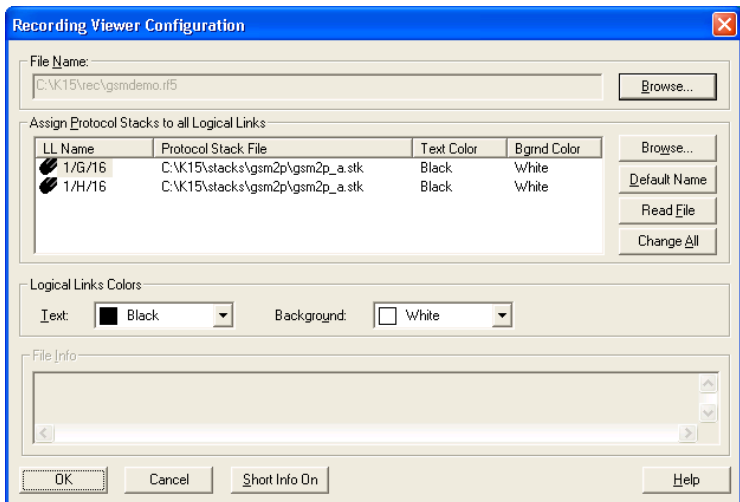 Recording Viewer Configuration
File Name:
C:\K15\rec\gsmdemo.rf5
Browse...
Assign Protocol Stacks to all Logical Links
LL Name Protocol Stack File Text Color Bgrnd Color
1/G/16 C:\K15\stacks\gsm2p\gsm2p_a.stk Black White
1/H/16 C:\K15\stacks\gsm2p\gsm2p_a.stk Black White
Browse...
Default Name
Read File
Change All
Logical Links Colors
Text: Black Background: White
File Info
OK Cancel Short Info On Help